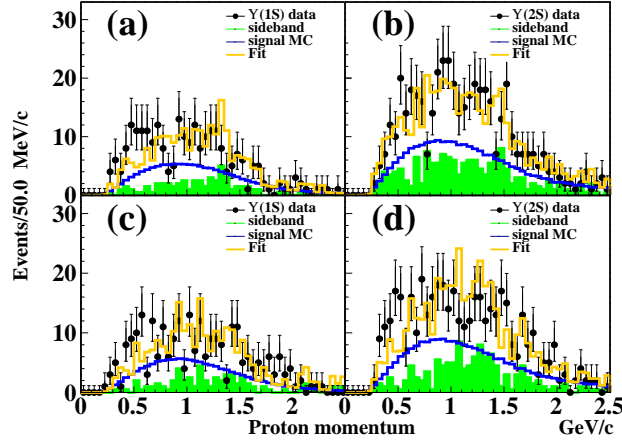 (a)
ϒ(1S) data
sideband
signal MC
Fit
(b)
ϒ(2S) data
sideband
signal MC
Fit
30
20
10
0
(c)
ϒ(1S) data
sideband
signal MC
Fit
(d)
ϒ(2S) data
sideband
signal MC
Fit
30
20
10
0
Events/50.0 MeV/c
0 0.5 1 1.5 2 0 0.5 1 1.5 2 2.5
Proton momentum GeV/c